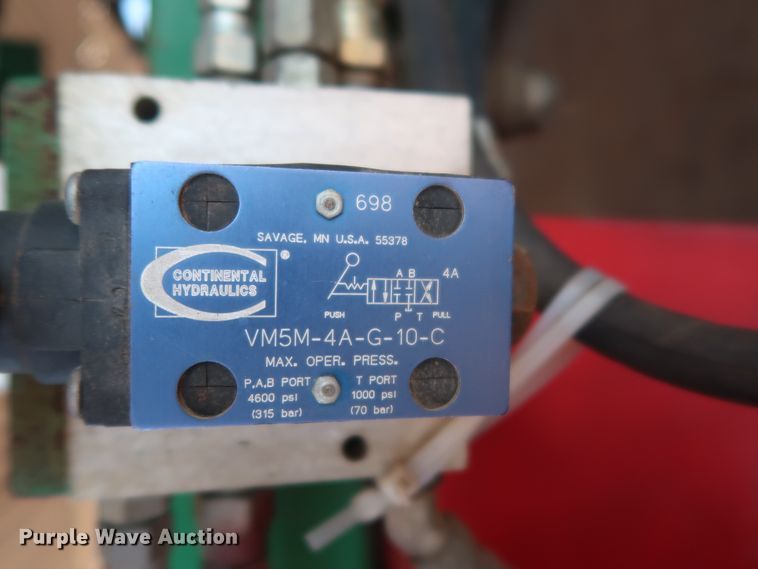 698
SAVAGE, MN U.S.A. 55378
CONTINENTAL®
HYDRAULICS
A B 4A
PUSH P T PULL
VM5M-4A-G-10-C
MAX. OPER. PRESS.
P,A,B PORT T PORT
4600 psi 1000 psi
(315 bar) (70 bar)
Purple Wave Auction